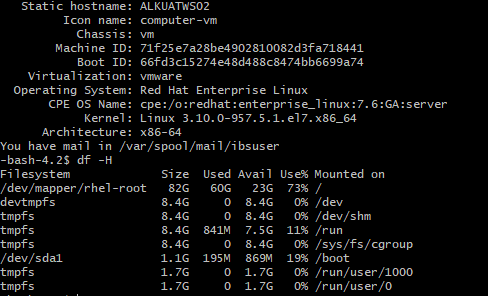 Static hostname: ALKUATWS02
Icon name: computer-vm
Chassis: vm
Machine ID: 71f25e7a28be4902810082d3fa718441
Boot ID: 66fd3c15274e48d488c8474bb6699a74
Virtualization: vmware
Operating System: Red Hat Enterprise Linux
CPE OS Name: cpe:/o:redhat:enterprise_linux:7.6:GA:server
Kernel: Linux 3.10.0-957.5.1.el7.x86_64
Architecture: x86-64
You have mail in /var/spool/mail/ibsuser
-bash-4.2$ df -H
Filesystem Size Used Avail Use% Mounted on
/dev/mapper/rhel-root 82G 60G 23G 73% /
devtmpfs 8.4G 0 8.4G 0% /dev
tmpfs 8.4G 0 8.4G 0% /dev/shm
tmpfs 8.4G 841M 7.5G 11% /run
tmpfs 8.4G 0 8.4G 0% /sys/fs/cgroup
/dev/sda1 1.1G 195M 869M 19% /boot
tmpfs 1.7G 0 1.7G 0% /run/user/1000
tmpfs 1.7G 0 1.7G 0% /run/user/0